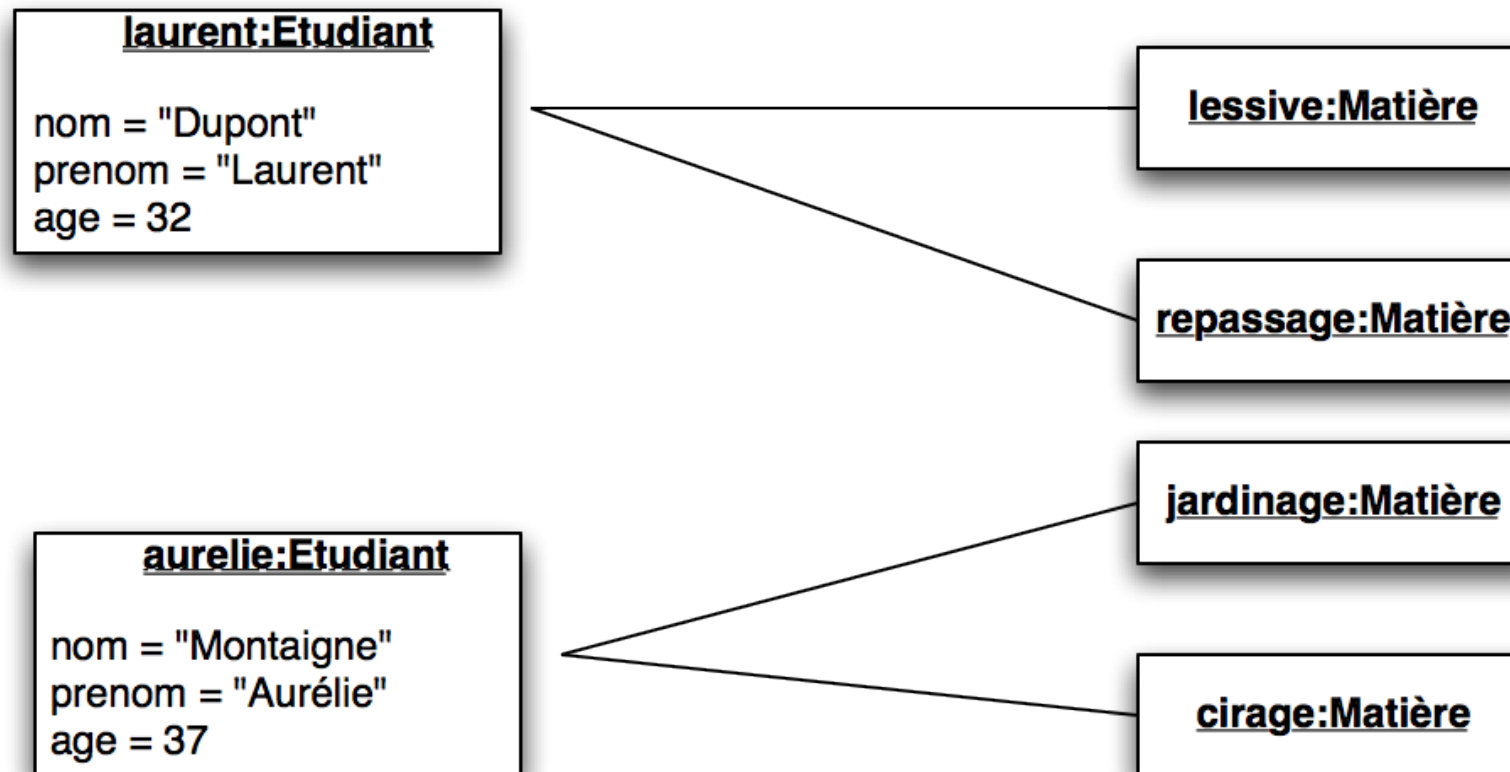 laurent:Etudiant
nom = "Dupont"
prenom = "Laurent"
age = 32
lessive:Matière
repassage:Matière
jardinage:Matière
aurelie:Etudiant
nom = "Montaigne"
prenom = "Aurélie"
age = 37
cirage:Matière